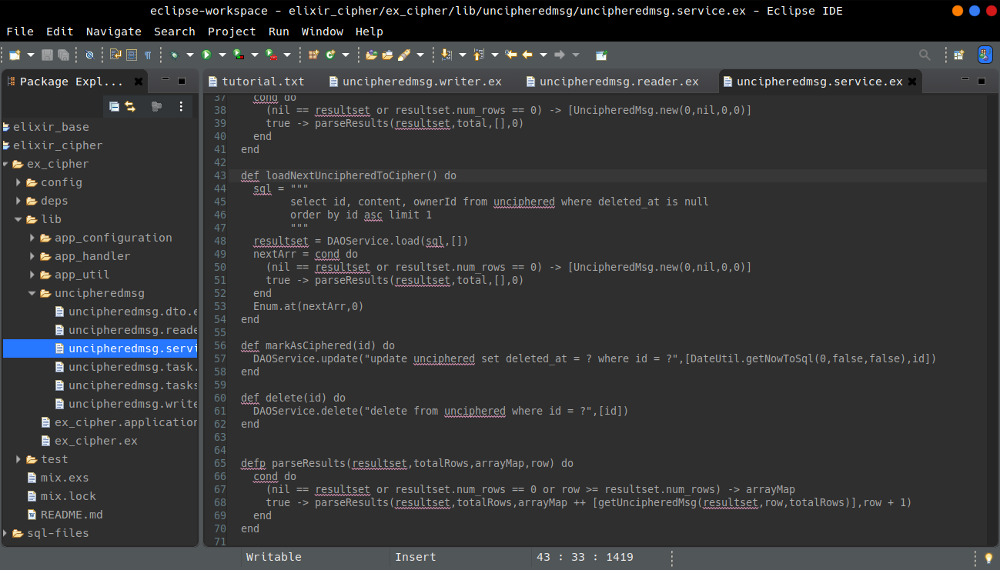 eclipse-workspace - elixir_cipher/ex_cipher/lib/uncipheredmsg/uncipheredmsg.service.ex - Eclipse IDE
File Edit Navigate Search Project Run Window Help
Package Expl...
tutorial.txt uncipheredmsg.writer.ex uncipheredmsg.reader.ex uncipheredmsg.service.ex
elixir_base
elixir_cipher
ex_cipher
config
deps
lib
app_configuration
app_handler
app_util
uncipheredmsg
uncipheredmsg.dto.e
uncipheredmsg.reade
uncipheredmsg.servi
uncipheredmsg.task.
uncipheredmsg.tasks
uncipheredmsg.write
ex_cipher.application
ex_cipher.ex
test
mix.exs
mix.lock
README.md
sql-files
37 cond do
38 (nil == resultset or resultset.num_rows == 0) -> [UncipheredMsg.new(0,nil,0,0)]
39 true -> parseResults(resultset,total,[],0)
40 end
41 end
42
43 def loadNextUncipheredToCipher() do
44 sql = """
45 select id, content, ownerId from unciphered where deleted_at is null
46 order by id asc limit 1
47 """
48 resultset = DAOService.load(sql,[])
49 nextArr = cond do
50 (nil == resultset or resultset.num_rows == 0) -> [UncipheredMsg.new(0,nil,0,0)]
51 true -> parseResults(resultset,total,[],0)
52 end
53 Enum.at(nextArr,0)
54 end
55
56 def markAsCiphered(id) do
57 DAOService.update("update unciphered set deleted_at = ? where id = ?",[DateUtil.getNowToSql(0,false,false),id])
58 end
59
60 def delete(id) do
61 DAOService.delete("delete from unciphered where id = ?",[id])
62 end
63
64
65 defp parseResults(resultset,totalRows,arrayMap,row) do
66 cond do
67 (nil == resultset or resultset.num_rows == 0 or row >= resultset.num_rows) -> arrayMap
68 true -> parseResults(resultset,totalRows,arrayMap ++ [getUncipheredMsg(resultset,row,totalRows)],row + 1)
69 end
70 end
71
Writable Insert 43 : 33 : 1419